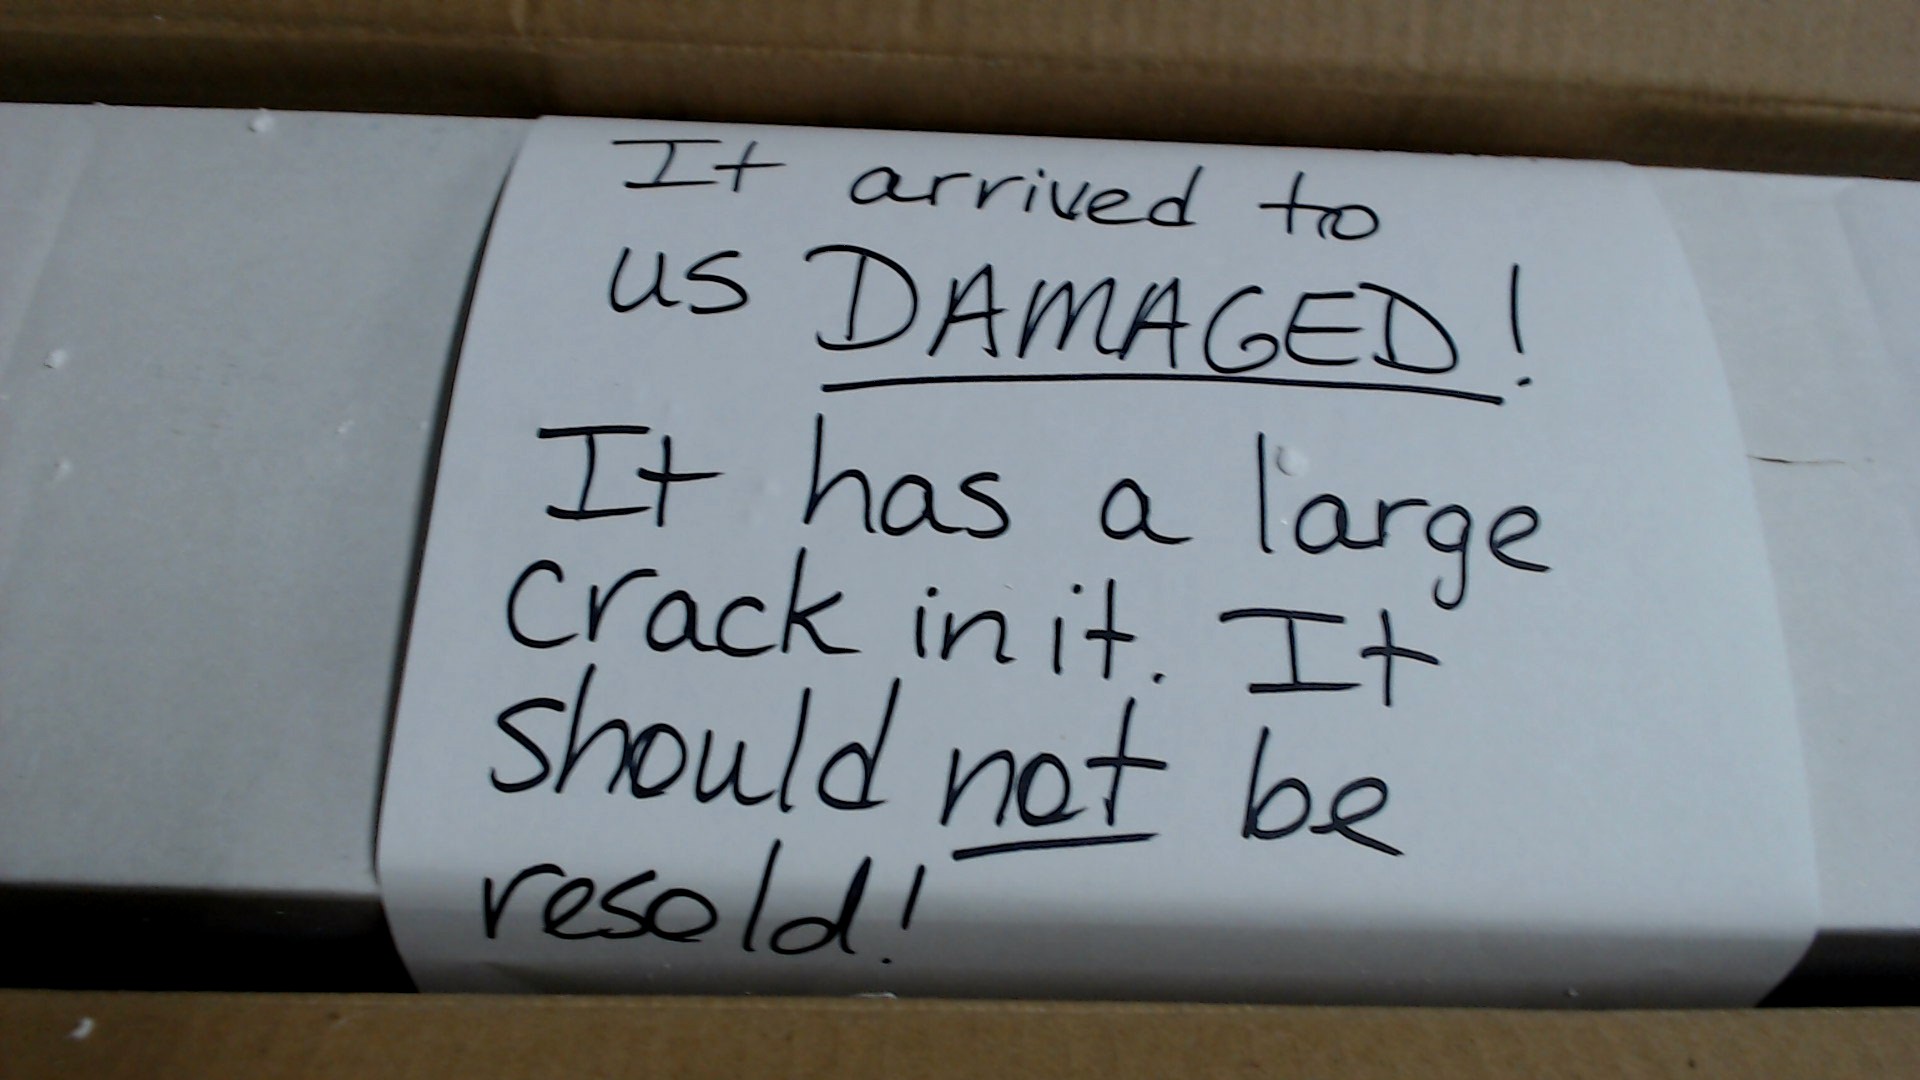 It arrived to
us DAMAGED!
It has a large
crack in it. It
should not be
resold!